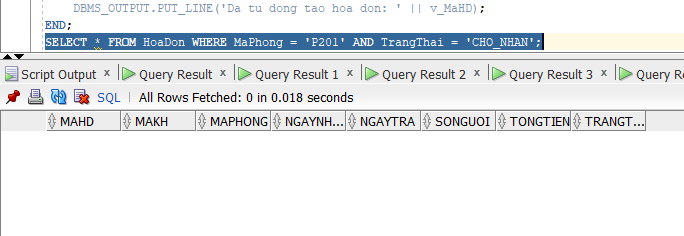 DBMS_OUTPUT.PUT_LINE('Da tu dong tao hoa don: ' || v_MaHD);
END;
SELECT * FROM HoaDon WHERE MaPhong = 'P201' AND TrangThai = 'CHO_NHAN';
Script Output × Query Result × Query Result 1 × Query Result 2 × Query Result 3 × Query Re
SQL | All Rows Fetched: 0 in 0.018 seconds
MAHD MAKH MAPHONG NGAYNH... NGAYTRA SONGUOI TONGTIEN TRANGT...